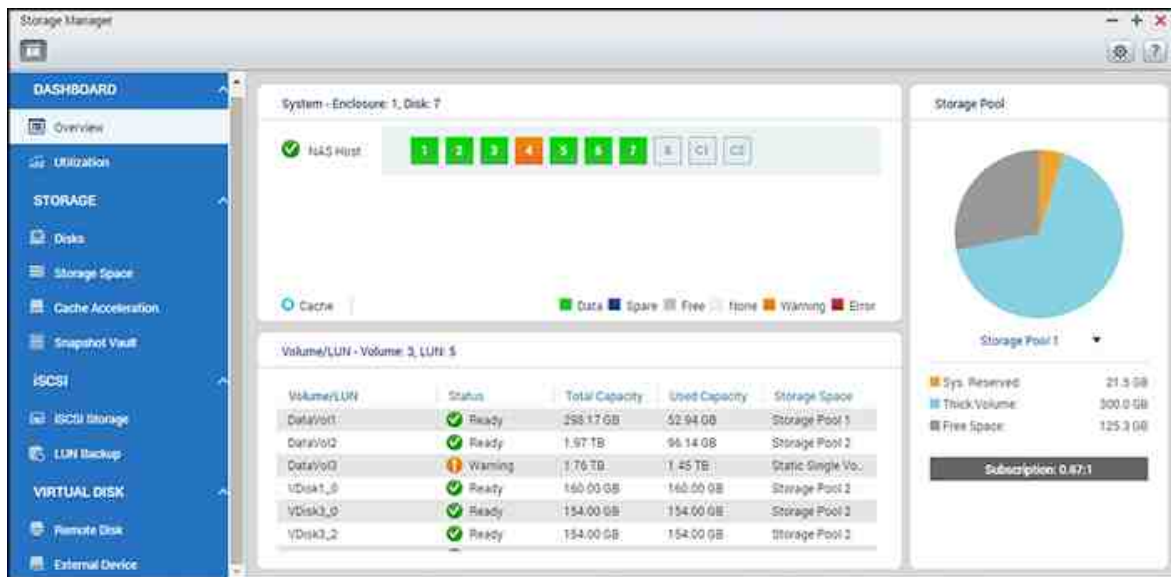 Storage Manager
DASHBOARD
Overview
Utilization
STORAGE
Disks
Storage Space
Cache Acceleration
Snapshot Vault
iSCSI
iSCSI Storage
LUN Backup
VIRTUAL DISK
Remote Disk
External Device
System - Enclosure: 1, Disk: 7
NAS Host 1 2 3 4 5 6 7 8 C1 C2
Cache Data Spare Free None Warning Error
Volume/LUN - Volume: 3, LUN: 5
Volume/LUN Status Total Capacity Used Capacity Storage Space
DataVol1 Ready 298.17 GB 52.94 GB Storage Pool 1
DataVol2 Ready 1.97 TB 96.14 GB Storage Pool 2
DataVol3 Warning 1.76 TB 1.45 TB Static Single Vo..
VDisk1_0 Ready 160.00 GB 160.00 GB Storage Pool 2
VDisk3_0 Ready 154.00 GB 154.00 GB Storage Pool 2
VDisk3_2 Ready 154.00 GB 154.00 GB Storage Pool 2
Storage Pool
Storage Pool 1
Sys. Reserved: 21.5 GB
Thick Volume: 300.0 GB
Free Space: 125.3 GB
Subscription: 0.67:1